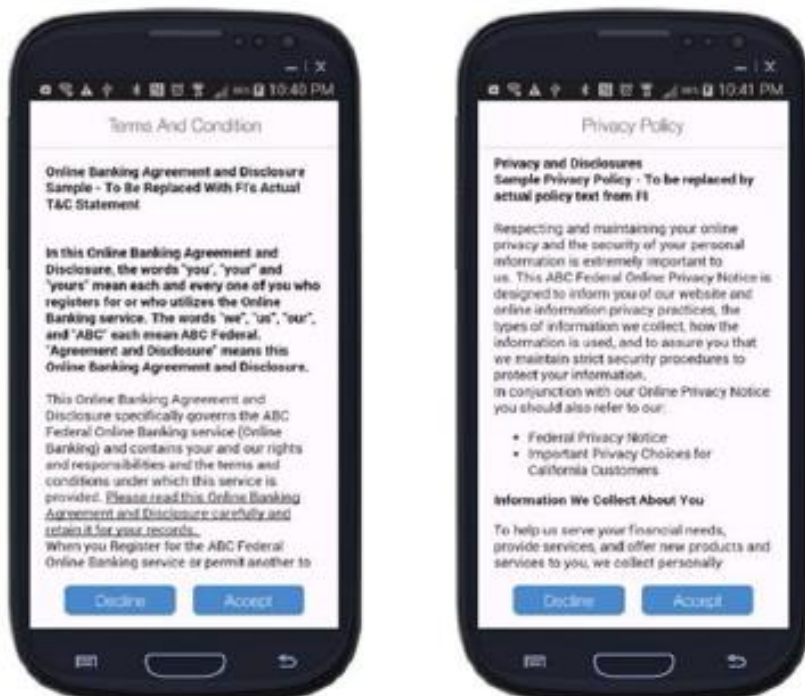 10:40 PM
Terms And Condition
Online Banking Agreement and Disclosure
Sample - To Be Replaced With FI's Actual
T&C Statement
In this Online Banking Agreement and
Disclosure, the words "you", "your" and
"yours" mean each and every one of you who
registers for or who utilizes the Online
Banking service. The words "we", "us", "our",
and "ABC" each mean ABC Federal.
"Agreement and Disclosure" means this
Online Banking Agreement and Disclosure.
This Online Banking Agreement and
Disclosure specifically governs the ABC
Federal Online Banking service (Online
Banking) and contains your and our rights
and responsibilities and the terms and
conditions under which this service is
provided. Please read this Online Banking
Agreement and Disclosure carefully and
retain it for your records.
When you Register for the ABC Federal
Online Banking service or permit another to
Decline Accept
10:41 PM
Privacy Policy
Privacy and Disclosures
Sample Privacy Policy - To be replaced by
actual policy text from FI
Respecting and maintaining your online
privacy and the security of your personal
information is extremely important to
us. This ABC Federal Online Privacy Notice is
designed to inform you of our website and
online information privacy practices, the
types of information we collect, how the
information is used, and to assure you that
we maintain strict security procedures to
protect your information.
In conjunction with our Online Privacy Notice
you should also refer to our:
• Federal Privacy Notice
• Important Privacy Choices for
California Customers
Information We Collect About You
To help us serve your financial needs,
provide services, and offer new products and
services to you, we collect personally
Decline Accept